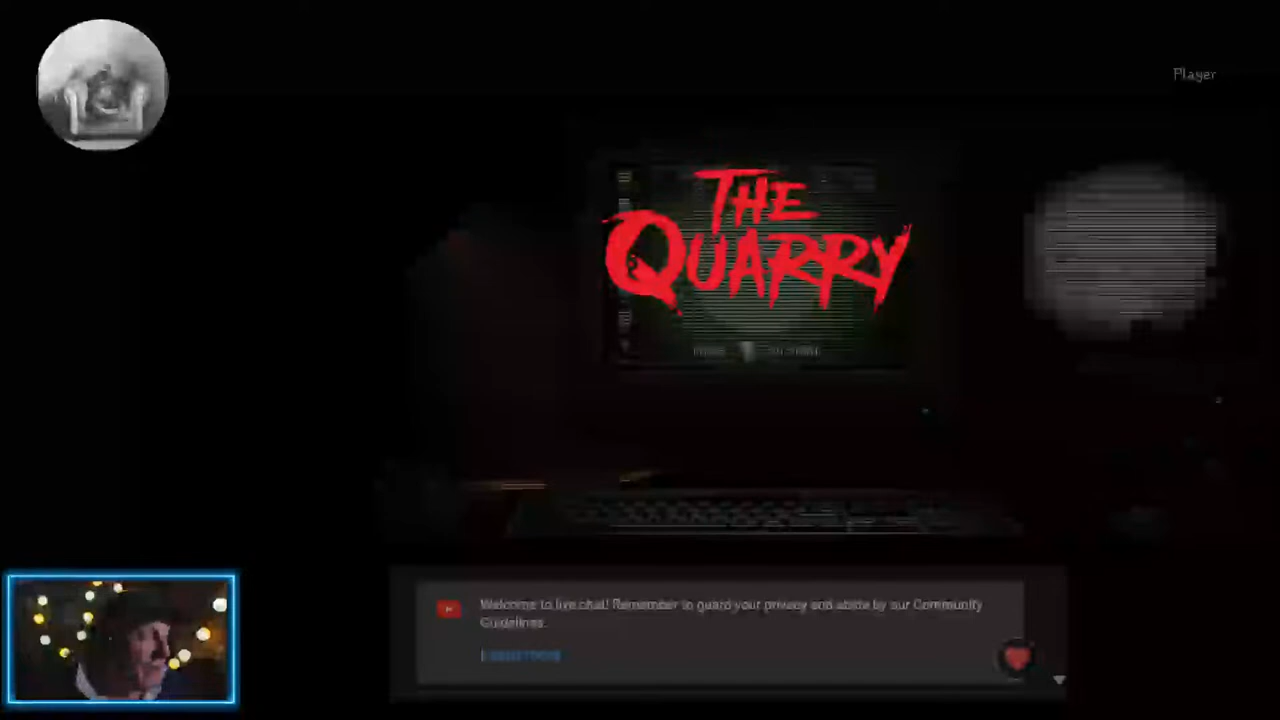 Player
THE
QUARRY
Welcome to live chat! Remember to guard your privacy and abide by our Community
Guidelines.